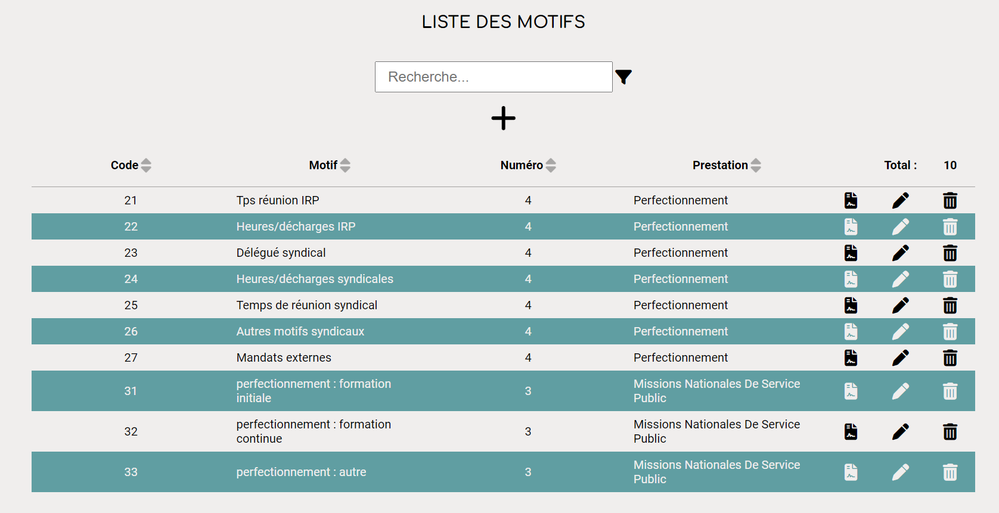 LISTE DES MOTIFS
Recherche...
Code Motif Numéro Prestation Total : 10
21 Tps réunion IRP 4 Perfectionnement
22 Heures/décharges IRP 4 Perfectionnement
23 Délégué syndical 4 Perfectionnement
24 Heures/décharges syndicales 4 Perfectionnement
25 Temps de réunion syndical 4 Perfectionnement
26 Autres motifs syndicaux 4 Perfectionnement
27 Mandats externes 4 Perfectionnement
31 perfectionnement : formation initiale 3 Missions Nationales De Service Public
32 perfectionnement : formation continue 3 Missions Nationales De Service Public
33 perfectionnement : autre 3 Missions Nationales De Service Public